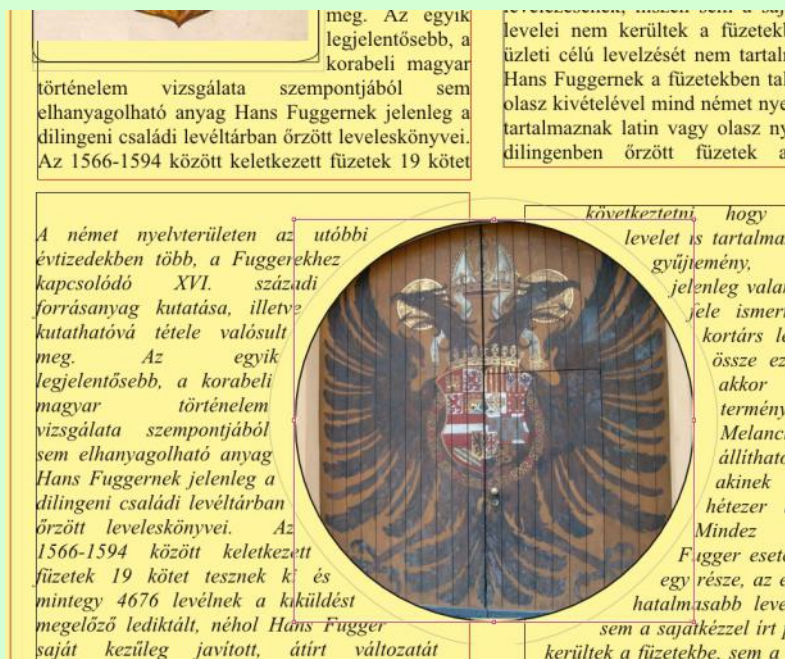 meg. Az egyik
legjelentősebb, a
korabeli magyar
történelem vizsgálata szempontjából sem
elhanyagolható anyag Hans Fuggernek jelenleg a
dilingeni családi levéltárban őrzött leveleskönyvei.
Az 1566-1594 között keletkezett füzetek 19 kötet
levelezésének, hiszen sem a saj
levelei nem kerültek a füzetekb
üzleti célú levelzését nem tartalm
Hans Fuggernek a füzetekben tal
olasz kivételével mind német nye
tartalmaznak latin vagy olasz ny
dilingenben őrzött füzetek a
A német nyelvterületen az utóbbi
évtizedekben több, a Fuggerekhez
kapcsolódó XVI. századi
forrásanyag kutatása, illetve
kutathatóvá tétele valósult
meg. Az egyik
legjelentősebb, a korabeli
magyar történelem
vizsgálata szempontjából
sem elhanyagolható anyag
Hans Fuggernek jelenleg a
dilingeni családi levéltárban
őrzött leveleskönyvei. Az
1566-1594 között keletkezett
füzetek 19 kötet tesznek ki és
mintegy 4676 levélnek a kiküldést
megelőző lediktált, néhol Hans Fugger
saját kezűleg javított, átírt változatát
következtetni hogy
levelet is tartalma
gyűjtemény,
jelenleg vala
fele ismer
kortárs le
össze ez
akkor
termény
Melanc
állítható
akinek
hétezer
Mindez
Fugger eset
egy része, az
hatalmasabb leve
sem a sajátkézzel írt
kerültek a füzetekbe, sem a